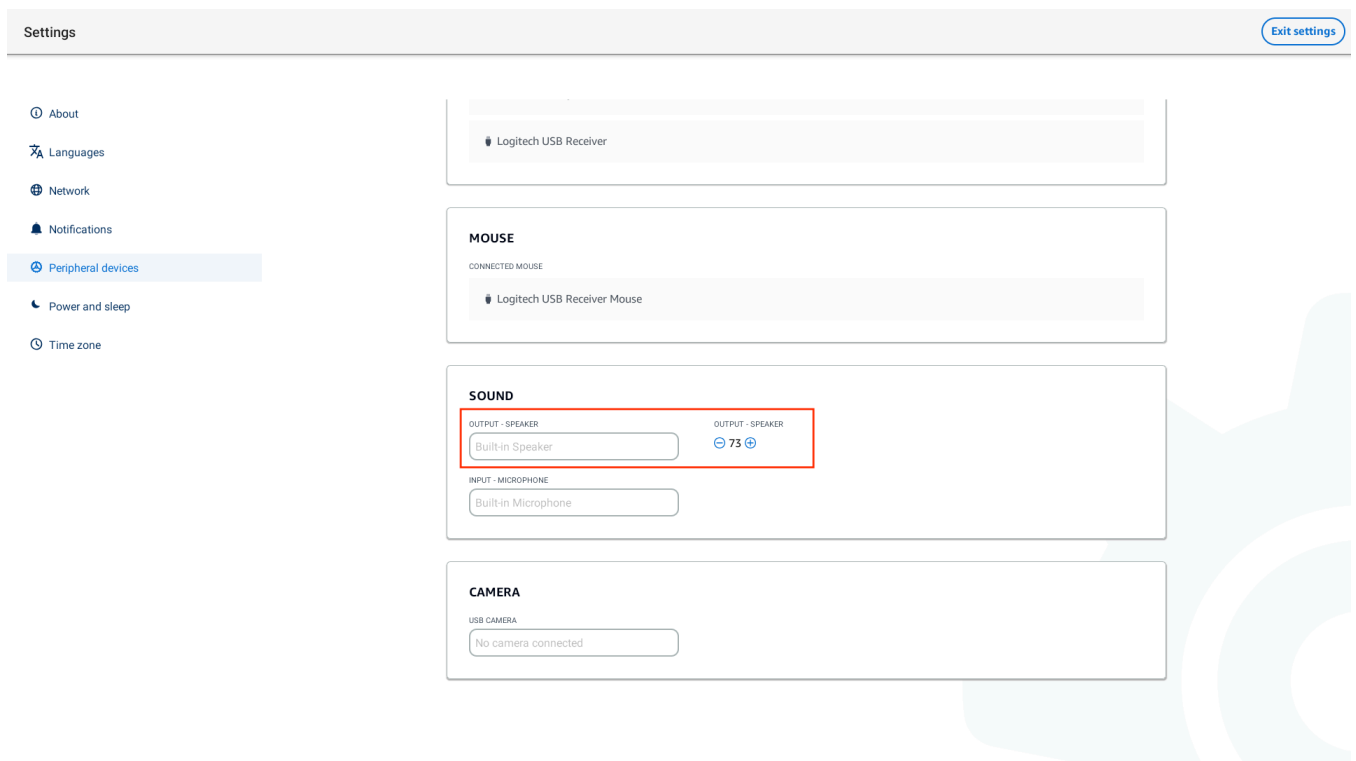 Settings
Exit settings
About
Languages
Network
Notifications
Peripheral devices
Power and sleep
Time zone
Logitech USB Receiver
MOUSE
CONNECTED MOUSE
Logitech USB Receiver Mouse
SOUND
OUTPUT - SPEAKER OUTPUT - SPEAKER
Built-in Speaker 73
INPUT - MICROPHONE
Built-in Microphone
CAMERA
USB CAMERA
No camera connected